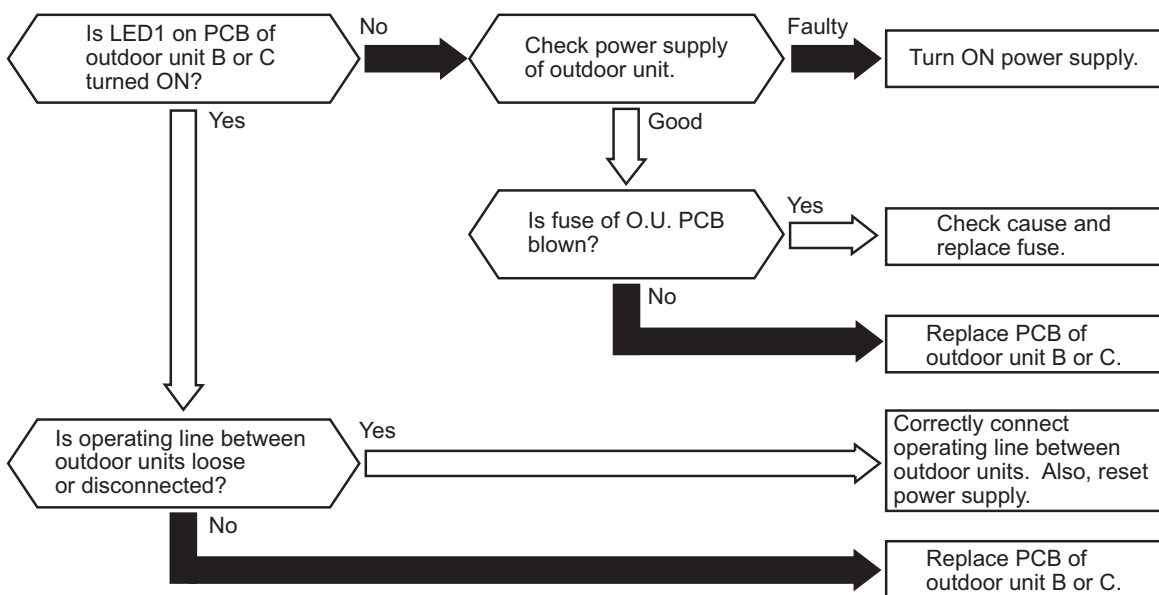 Is LED1 on PCB of
outdoor unit B or C
turned ON?
No
Check power supply
of outdoor unit.
Faulty
Turn ON power supply.
Yes
Good
Is fuse of O.U. PCB
blown?
Yes
Check cause and
replace fuse.
No
Replace PCB of
outdoor unit B or C.
Is operating line between
outdoor units loose
or disconnected?
Yes
Correctly connect
operating line between
outdoor units. Also, reset
power supply.
No
Replace PCB of
outdoor unit B or C.